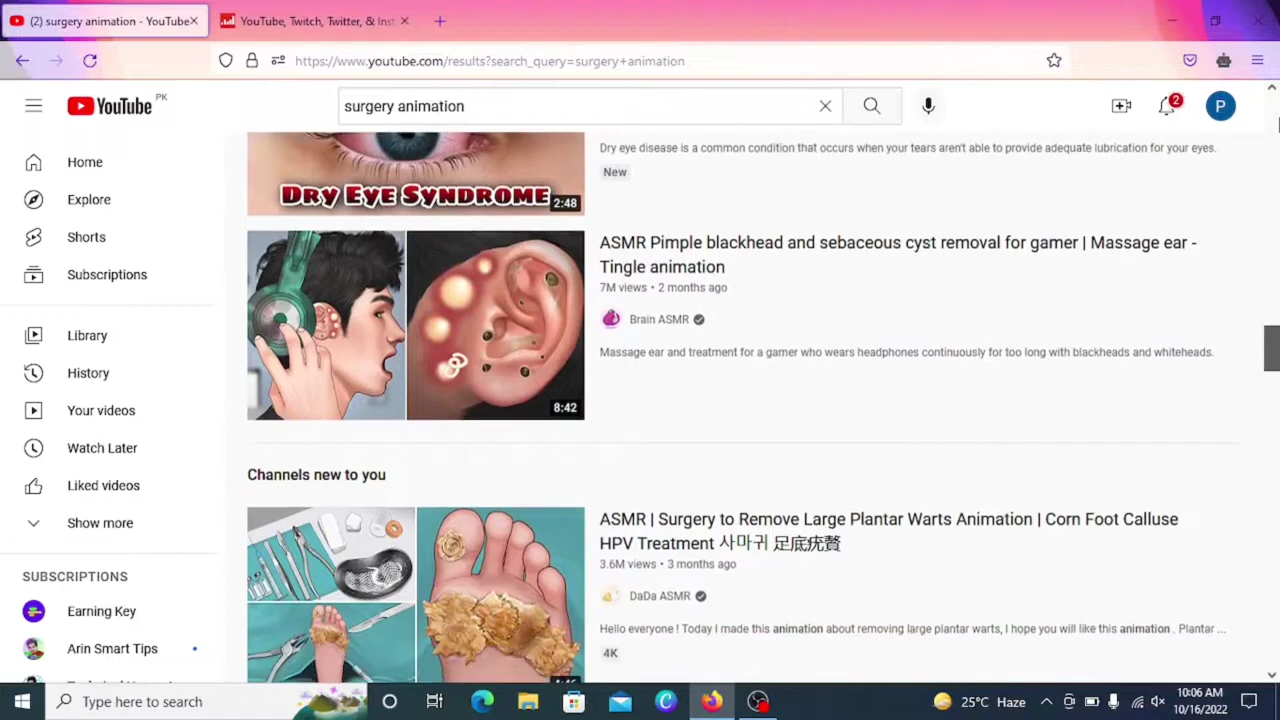 (2) surgery animation - YouTube
YouTube, Twitch, Twitter, & Inst
https://www.youtube.com/results?search_query=surgery+animation
YouTube PK
surgery animation
2
P
Home
Explore
Shorts
Subscriptions
Library
History
Your videos
Watch Later
Liked videos
Show more
SUBSCRIPTIONS
Earning Key
Arin Smart Tips
Dry eye disease is a common condition that occurs when your tears aren't able to provide adequate lubrication for your eyes.
New
DRY EYE SYNDROME
2:48
ASMR Pimple blackhead and sebaceous cyst removal for gamer | Massage ear -
Tingle animation
7M views • 2 months ago
Brain ASMR
Massage ear and treatment for a gamer who wears headphones continuously for too long with blackheads and whiteheads.
8:42
Channels new to you
ASMR | Surgery to Remove Large Plantar Warts Animation | Corn Foot Calluse
HPV Treatment 사마귀 足底疣赘
3.6M views • 3 months ago
DaDa ASMR
Hello everyone ! Today I made this animation about removing large plantar warts, I hope you will like this animation . Plantar ...
4K
Type here to search
25°C Haze
10:06 AM
10/16/2022